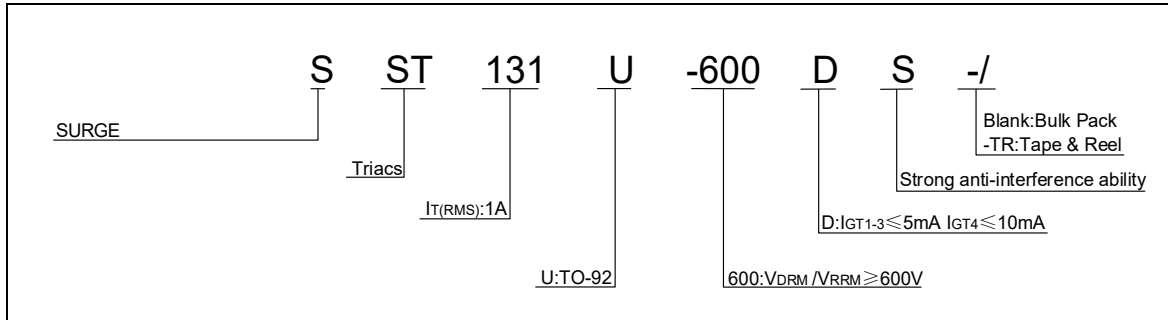 S ST 131 U -600 D S -/
Blank:Bulk Pack
SURGE
-TR:Tape & Reel
Triacs
Strong anti-interference ability
IT(RMS):1A
D:IGT1-3≤5mA IGT4≤10mA
U:TO-92
600:VDRM /VRRM≥600V